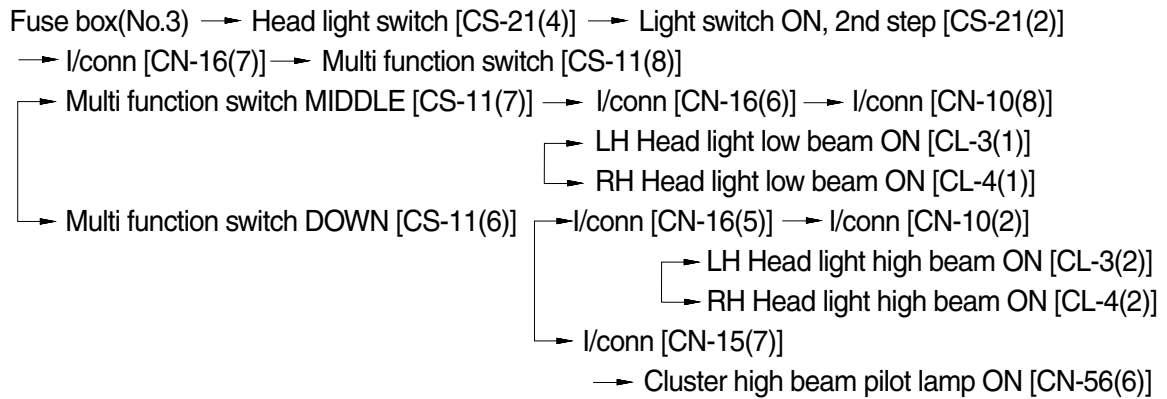 Fuse box(No.3) → Head light switch [CS-21(4)] → Light switch ON, 2nd step [CS-21(2)]
→ I/conn [CN-16(7)] → Multi function switch [CS-11(8)]
→ Multi function switch MIDDLE [CS-11(7)] → I/conn [CN-16(6)] → I/conn [CN-10(8)]
→ LH Head light low beam ON [CL-3(1)]
→ RH Head light low beam ON [CL-4(1)]
→ Multi function switch DOWN [CS-11(6)] → I/conn [CN-16(5)] → I/conn [CN-10(2)]
→ LH Head light high beam ON [CL-3(2)]
→ RH Head light high beam ON [CL-4(2)]
→ I/conn [CN-15(7)]
→ Cluster high beam pilot lamp ON [CN-56(6)]